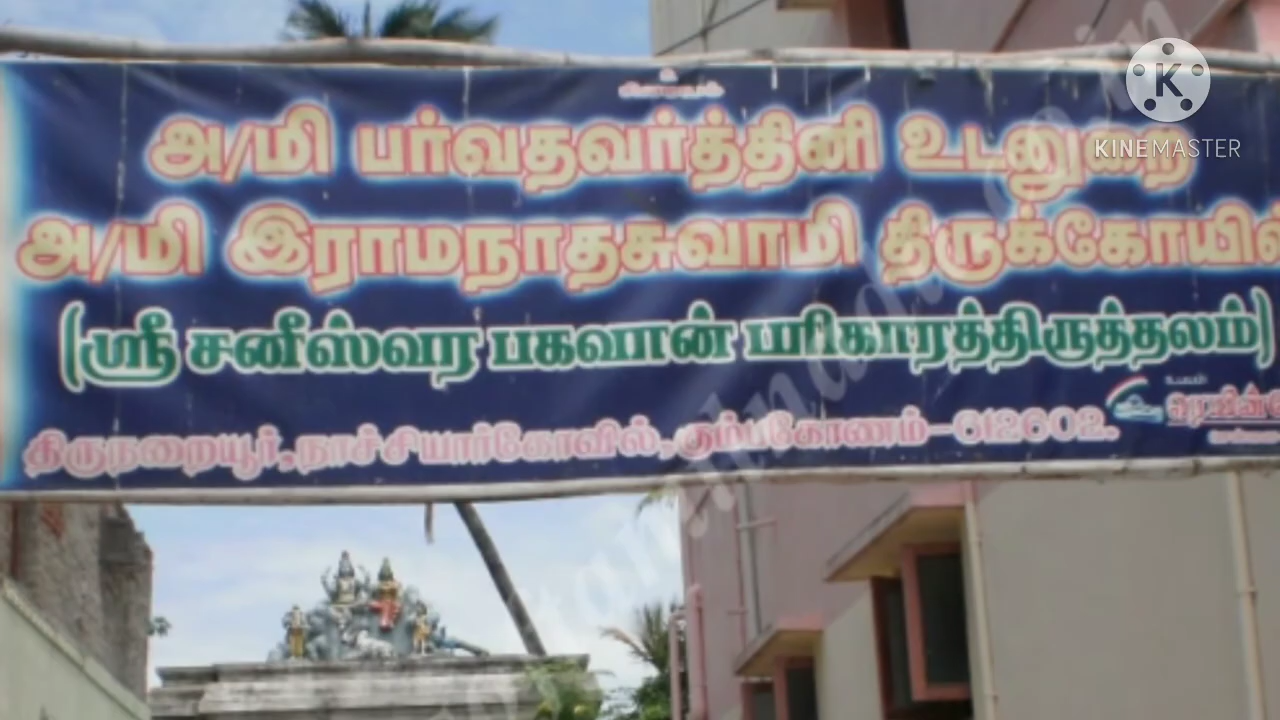 அ/மி பர்வதவர்த்தினி உடனுறை
அ/மி இராமநாதசுவாமி திருக்கோயில்
(ஸ்ரீ சனீஸ்வர பகவான் பரிகாரத்திருத்தலம்)
திருநறையூர்,நாச்சியார்கோவில்,கும்பகோணம்-612602.
K
KINEMASTER